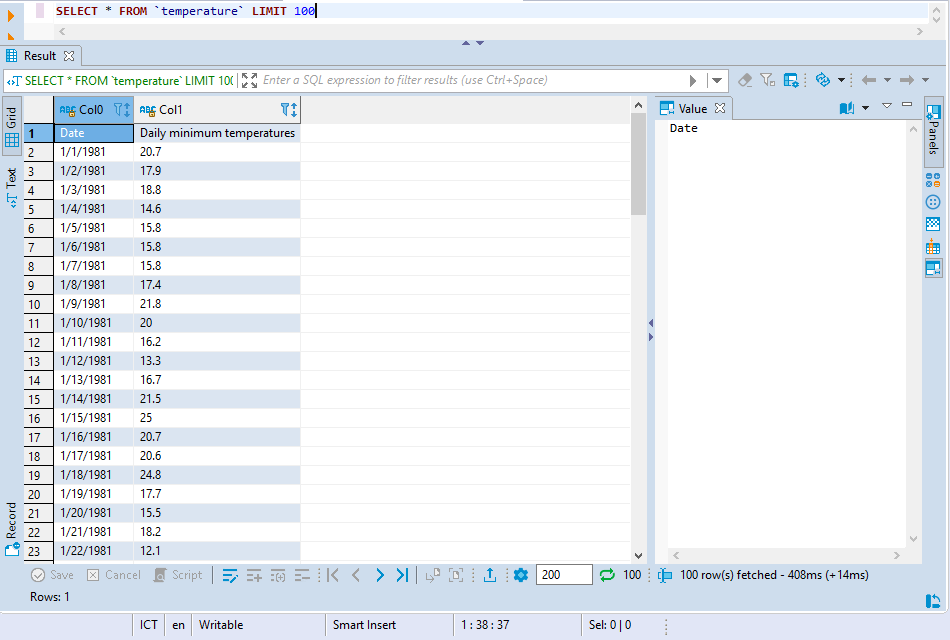 SELECT * FROM `temperature` LIMIT 100
Result
SELECT * FROM `temperature` LIMIT 100 Enter a SQL expression to filter results (use Ctrl+Space)
Grid
Text
Record
ABC Col0 ABC Col1
1 Date Daily minimum temperatures
2 1/1/1981 20.7
3 1/2/1981 17.9
4 1/3/1981 18.8
5 1/4/1981 14.6
6 1/5/1981 15.8
7 1/6/1981 15.8
8 1/7/1981 15.8
9 1/8/1981 17.4
10 1/9/1981 21.8
11 1/10/1981 20
12 1/11/1981 16.2
13 1/12/1981 13.3
14 1/13/1981 16.7
15 1/14/1981 21.5
16 1/15/1981 25
17 1/16/1981 20.7
18 1/17/1981 20.6
19 1/18/1981 24.8
20 1/19/1981 17.7
21 1/20/1981 15.5
22 1/21/1981 18.2
23 1/22/1981 12.1
Value
Date
Panels
Save Cancel Script 200 100 100 row(s) fetched - 408ms (+14ms)
Rows: 1
ICT en Writable Smart Insert 1 : 38 : 37 Sel: 0 | 0